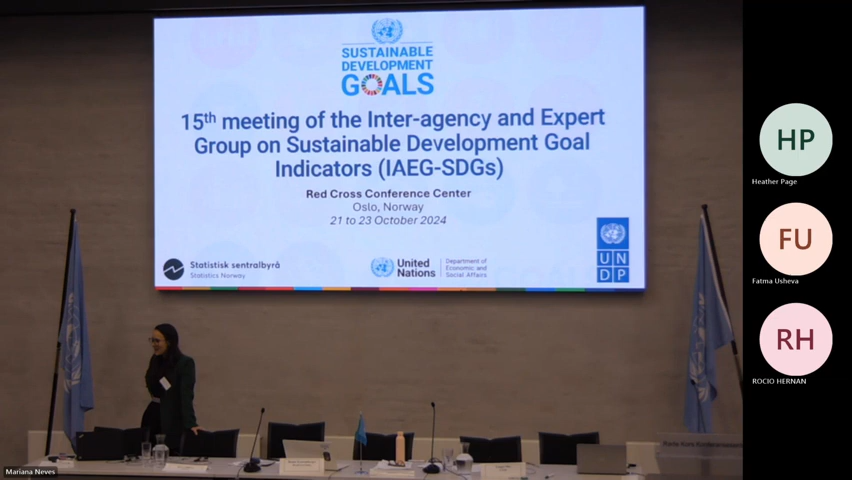 SUSTAINABLE
DEVELOPMENT
GOALS
15th meeting of the Inter-agency and Expert
Group on Sustainable Development Goal
Indicators (IAEG-SDGs)
Red Cross Conference Center
Oslo, Norway
21 to 23 October 2024
Statistisk sentralbyrå
Statistics Norway
United
Nations
Department of
Economic and
Social Affairs
U N
D P
HP
Heather Page
FU
Fatma Usheva
RH
ROCIO HERNAN
Mariana Neves